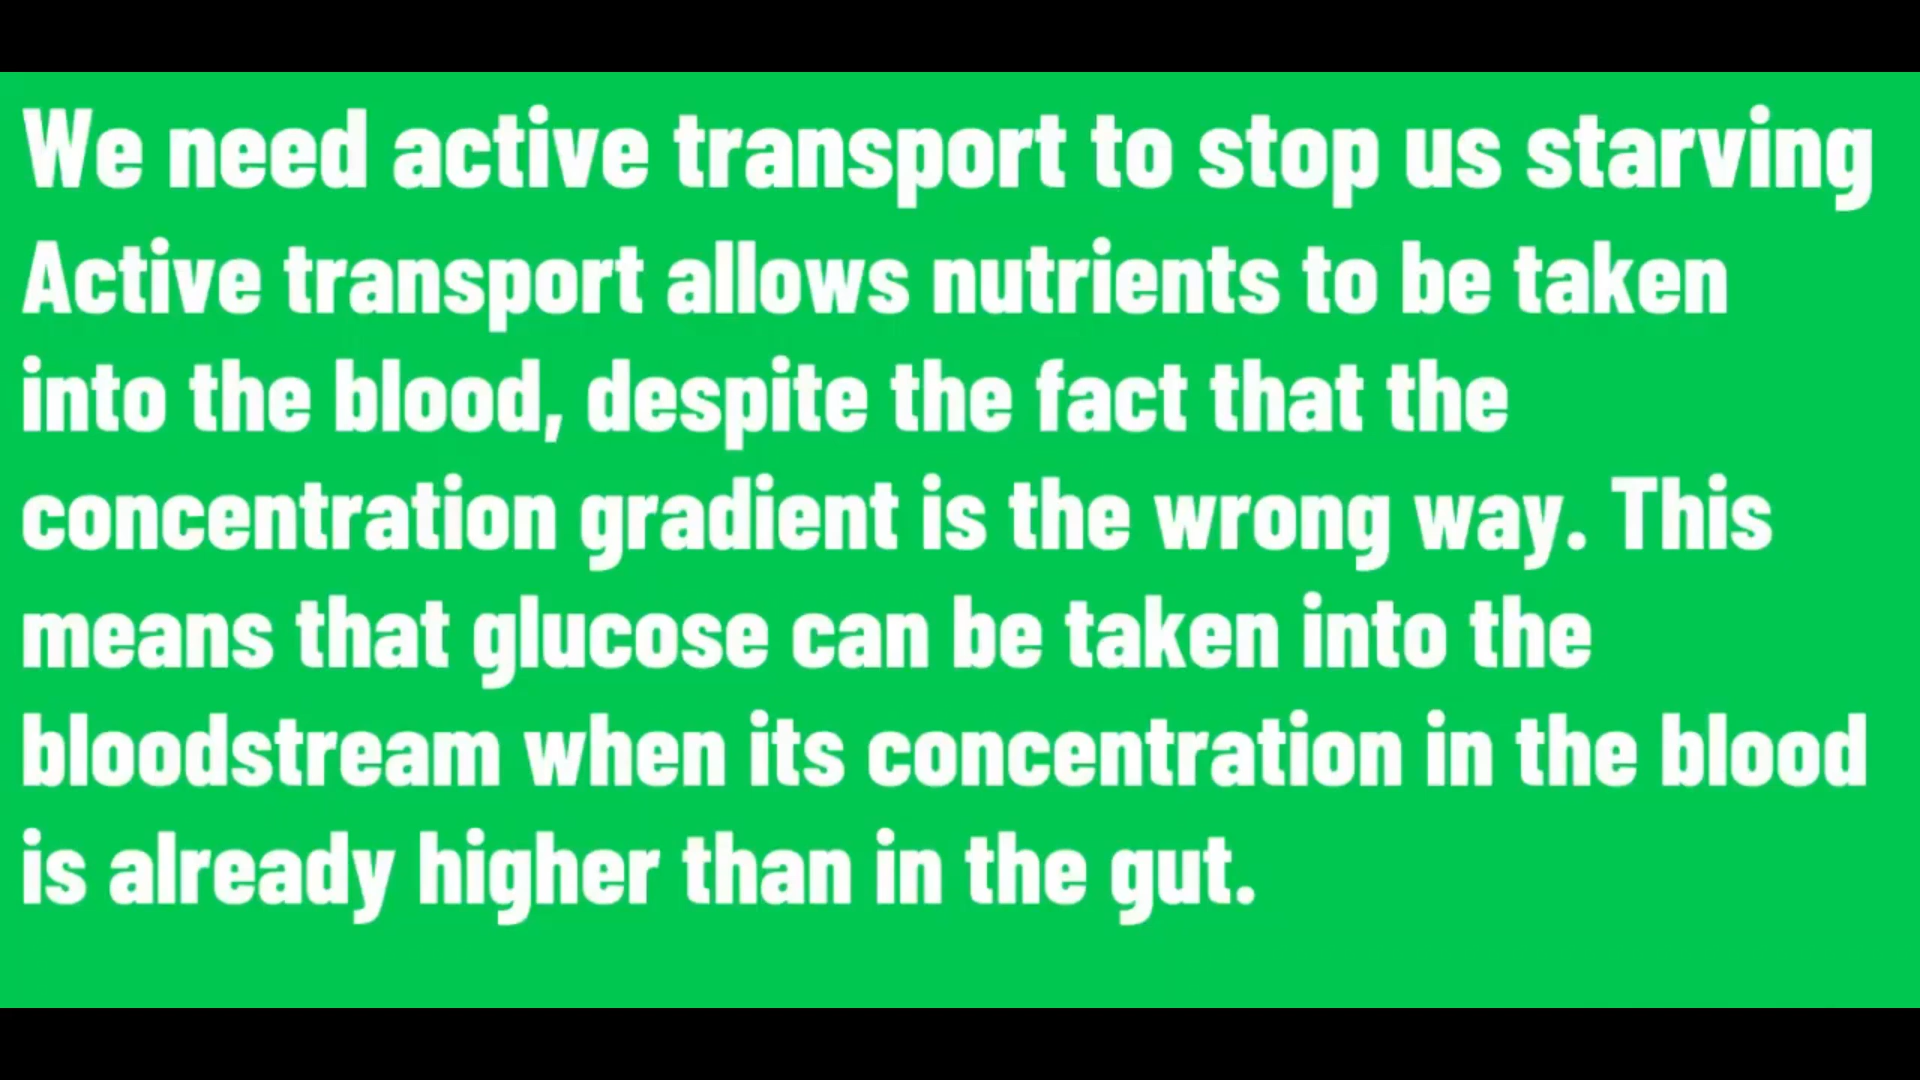 We need active transport to stop us starving
Active transport allows nutrients to be taken
into the blood, despite the fact that the
concentration gradient is the wrong way. This
means that glucose can be taken into the
bloodstream when its concentration in the blood
is already higher than in the gut.